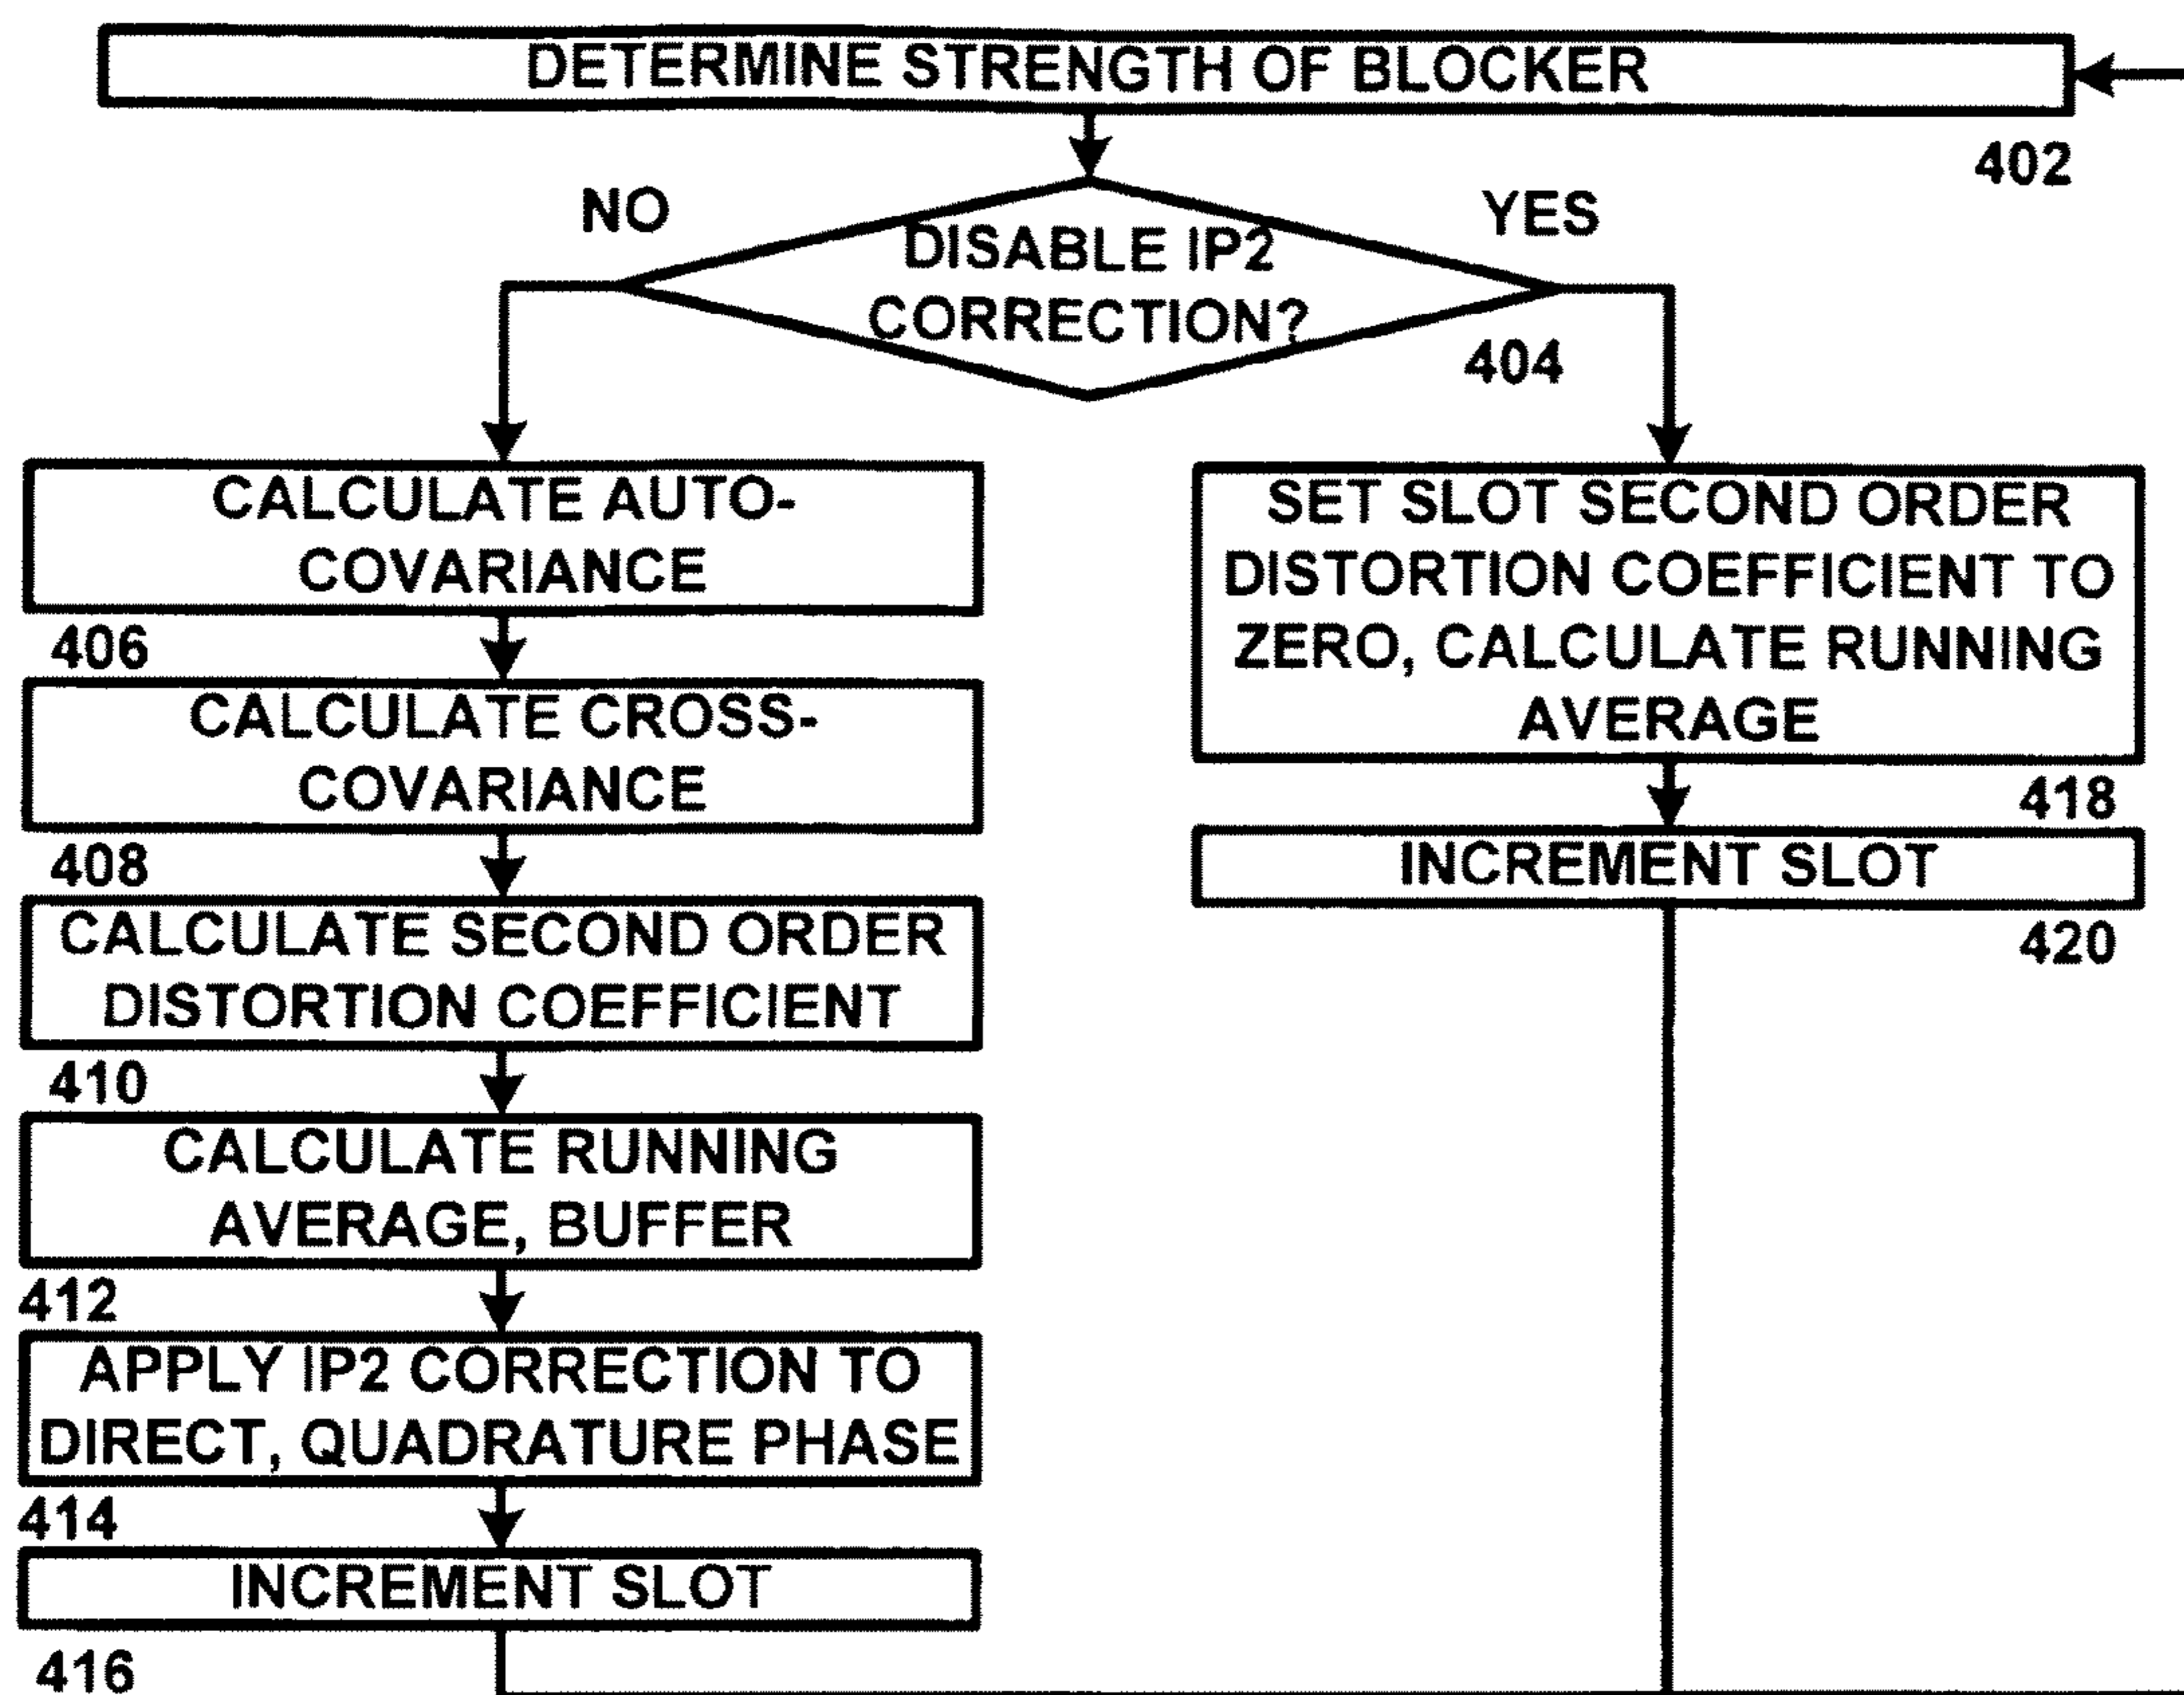 DETERMINE STRENGTH OF BLOCKER
402
NO
YES
DISABLE IP2
CORRECTION?
404
CALCULATE AUTO-
COVARIANCE
406
CALCULATE CROSS-
COVARIANCE
408
CALCULATE SECOND ORDER
DISTORTION COEFFICIENT
410
CALCULATE RUNNING
AVERAGE, BUFFER
412
APPLY IP2 CORRECTION TO
DIRECT, QUADRATURE PHASE
414
INCREMENT SLOT
416
SET SLOT SECOND ORDER
DISTORTION COEFFICIENT TO
ZERO, CALCULATE RUNNING
AVERAGE
418
INCREMENT SLOT
420